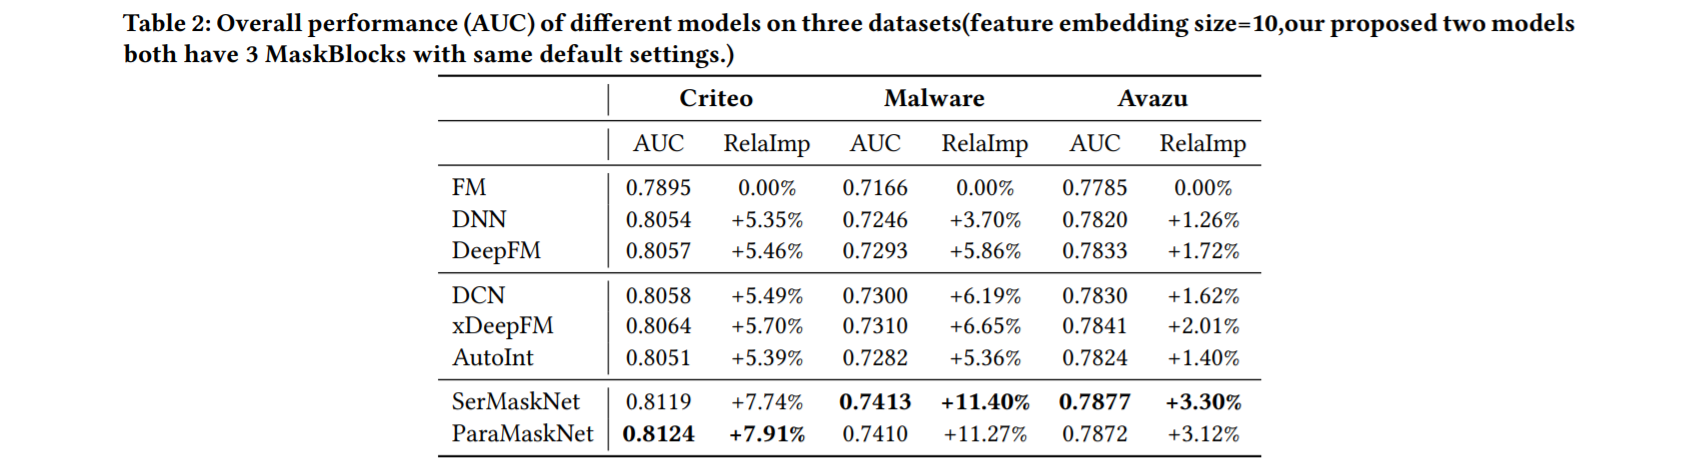 Table 2: Overall performance (AUC) of different models on three datasets(feature embedding size=10,our proposed two models
both have 3 MaskBlocks with same default settings.)
Criteo Malware Avazu
AUC RelaImp AUC RelaImp AUC RelaImp
FM 0.7895 0.00% 0.7166 0.00% 0.7785 0.00%
DNN 0.8054 +5.35% 0.7246 +3.70% 0.7820 +1.26%
DeepFM 0.8057 +5.46% 0.7293 +5.86% 0.7833 +1.72%
DCN 0.8058 +5.49% 0.7300 +6.19% 0.7830 +1.62%
xDeepFM 0.8064 +5.70% 0.7310 +6.65% 0.7841 +2.01%
AutoInt 0.8051 +5.39% 0.7282 +5.36% 0.7824 +1.40%
SerMaskNet 0.8119 +7.74% 0.7413 +11.40% 0.7877 +3.30%
ParaMaskNet 0.8124 +7.91% 0.7410 +11.27% 0.7872 +3.12%